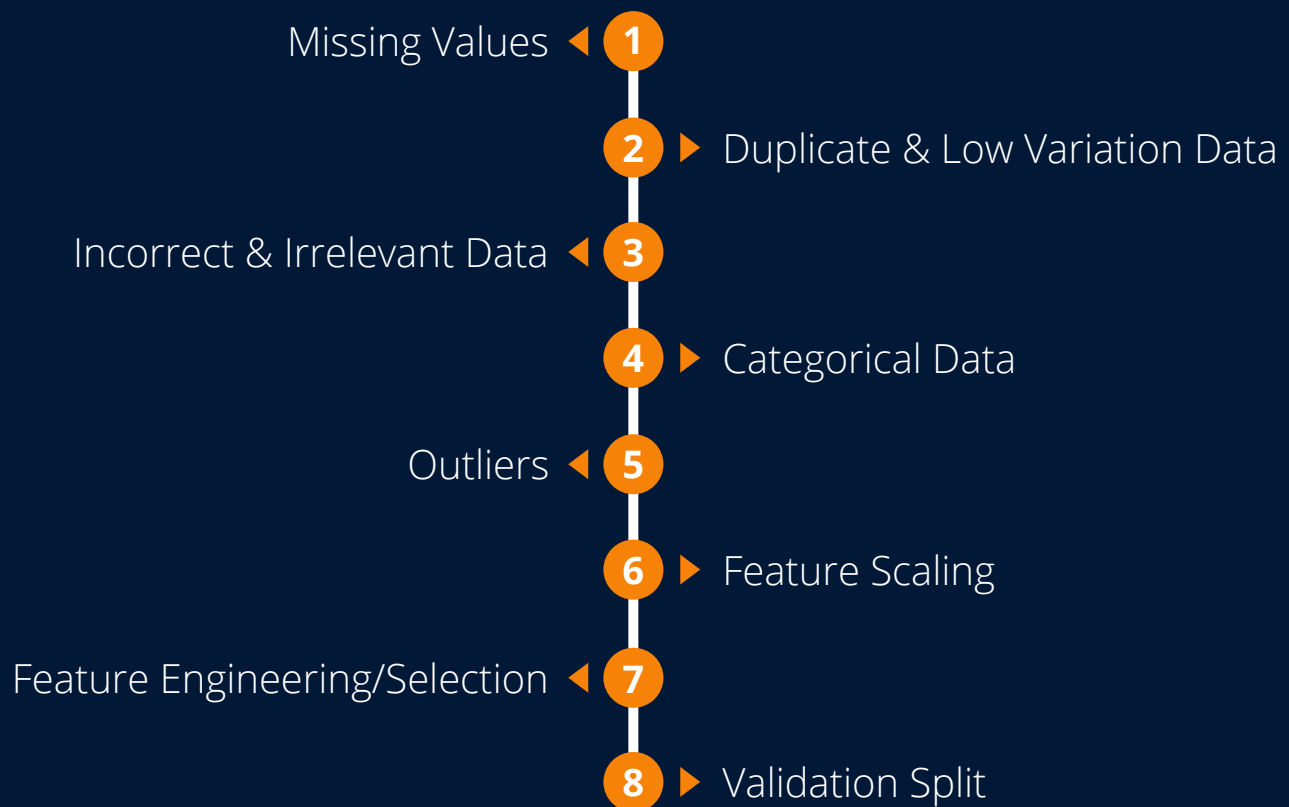 Missing Values 1
2 Duplicate & Low Variation Data
Incorrect & Irrelevant Data 3
4 Categorical Data
Outliers 5
6 Feature Scaling
Feature Engineering/Selection 7
8 Validation Split